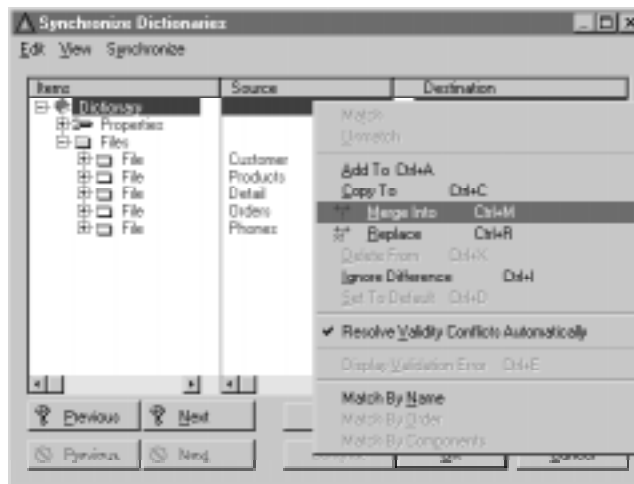 Synchronize Dictionaries
Edit View Synchronize
Items Source Destination
Dictionary
Properties
Files
File Customer
File Products
File Detail
File Orders
File Phones
Match
Unmatch
Add To Ctrl+A
Copy To Ctrl+C
Merge Into Ctrl+M
Replace Ctrl+R
Delete From Ctrl+X
Ignore Difference Ctrl+I
Set To Default Ctrl+D
Resolve Validity Conflicts Automatically
Display Validation Error Ctrl+E
Match By Name
Match By Order
Match By Components
Previous Next
Previous Next
Cancel